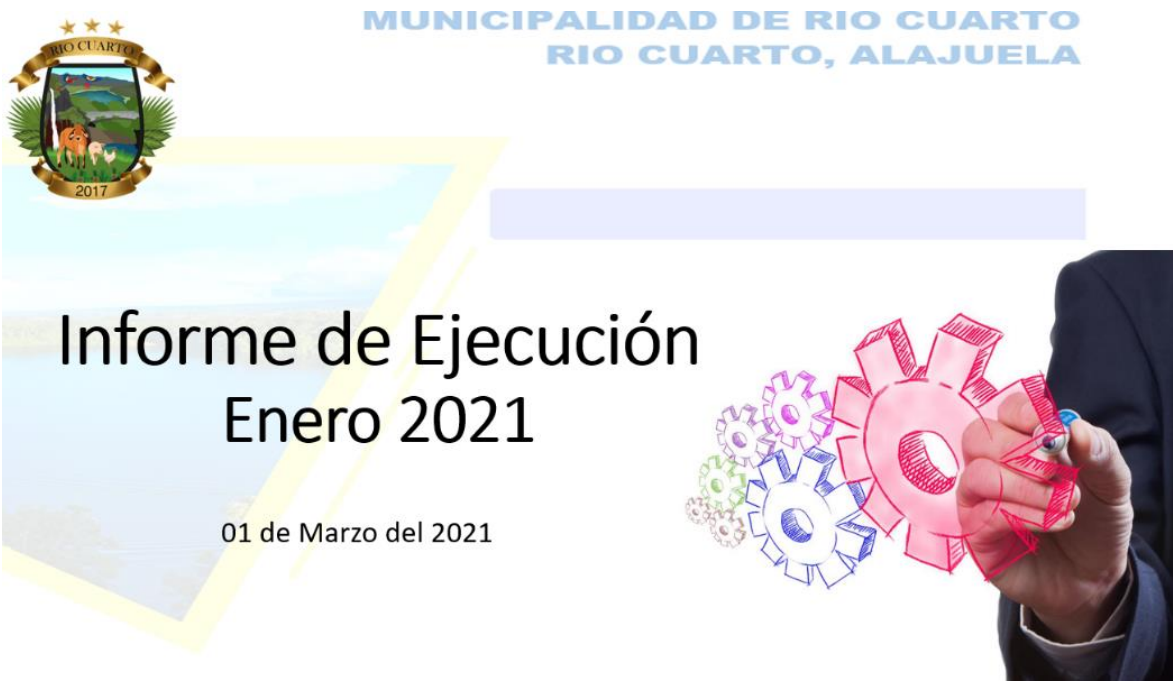 MUNICIPALIDAD DE RIO CUARTO
RIO CUARTO, ALAJUELA
RIO CUARTO
2017
Informe de Ejecución
Enero 2021
01 de Marzo del 2021